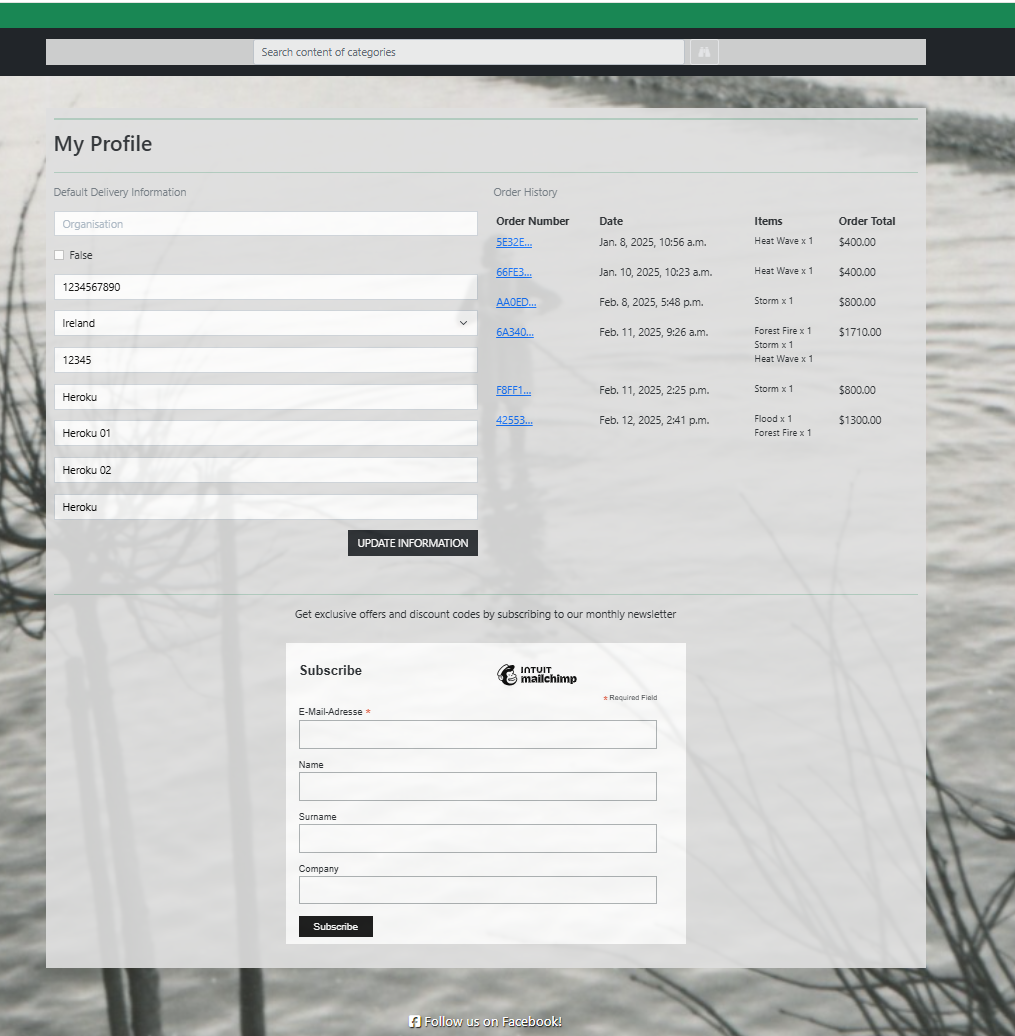 Search content of categories
My Profile
Default Delivery Information
Organisation
False
1234567890
Ireland
12345
Heroku
Heroku 01
Heroku 02
Heroku
UPDATE INFORMATION
Order History
Order Number Date Items Order Total
5E32E... Jan. 8, 2025, 10:56 a.m. Heat Wave x 1 $400.00
66FE3... Jan. 10, 2025, 10:23 a.m. Heat Wave x 1 $400.00
AA0ED... Feb. 8, 2025, 5:48 p.m. Storm x 1 $800.00
6A340... Feb. 11, 2025, 9:26 a.m. Forest Fire x 1 $1710.00
Storm x 1
Heat Wave x 1
F8FF1... Feb. 11, 2025, 2:25 p.m. Storm x 1 $800.00
42553... Feb. 12, 2025, 2:41 p.m. Flood x 1 $1300.00
Forest Fire x 1
Get exclusive offers and discount codes by subscribing to our monthly newsletter
Subscribe
INTUIT
mailchimp
* Required Field
E-Mail-Adresse *
Name
Surname
Company
Subscribe
Follow us on Facebook!